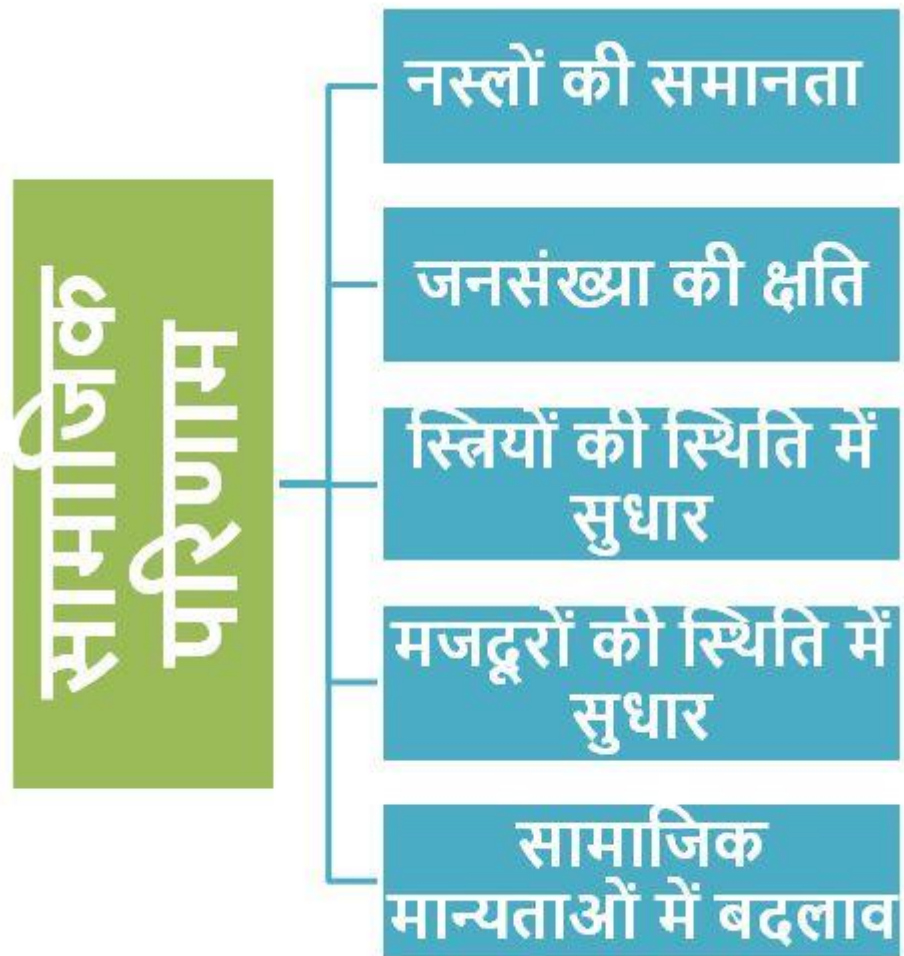 सामाजिक
परिणाम
नस्लों की समानता
जनसंख्या की क्षति
स्त्रियों की स्थिति में
सुधार
मजदूरों की स्थिति में
सुधार
सामाजिक
मान्यताओं में बदलाव